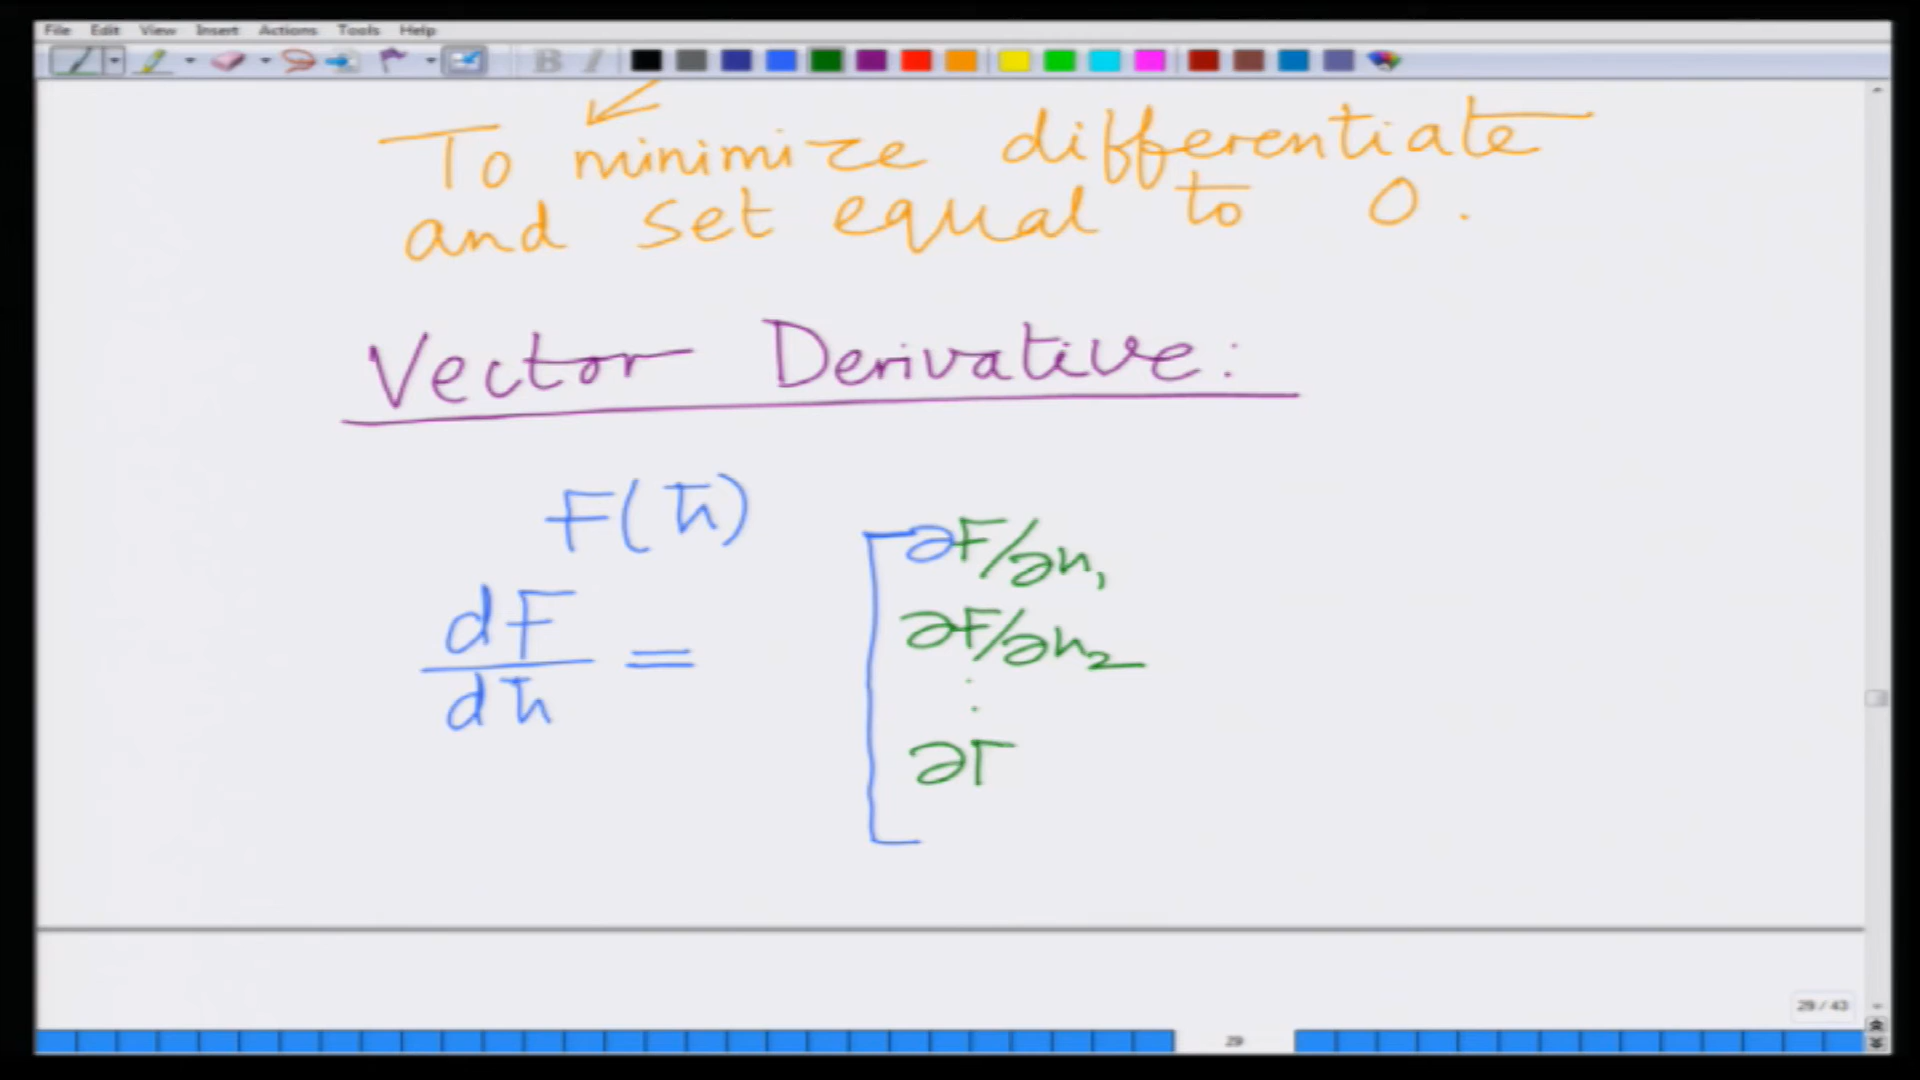 File Edit View Insert Actions Tools Help
B I
To minimize differentiate
and set equal to 0.
Vector Derivative:
F(h̄)
dF/dh̄ =
∂F/∂h₁
∂F/∂h₂
⋮
∂F
29 / 43
29